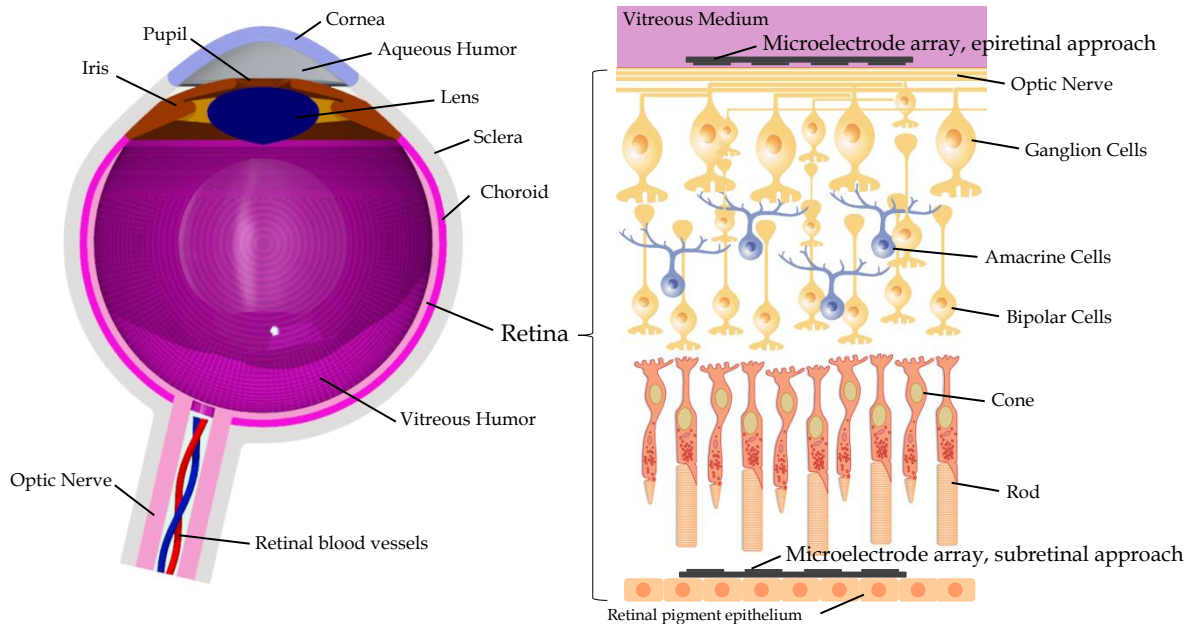 Cornea
Pupil
Aqueous Humor
Iris
Lens
Sclera
Choroid
Retina
Vitreous Humor
Optic Nerve
Retinal blood vessels
Vitreous Medium
Microelectrode array, epiretinal approach
Optic Nerve
Ganglion Cells
Amacrine Cells
Bipolar Cells
Cone
Rod
Microelectrode array, subretinal approach
Retinal pigment epithelium